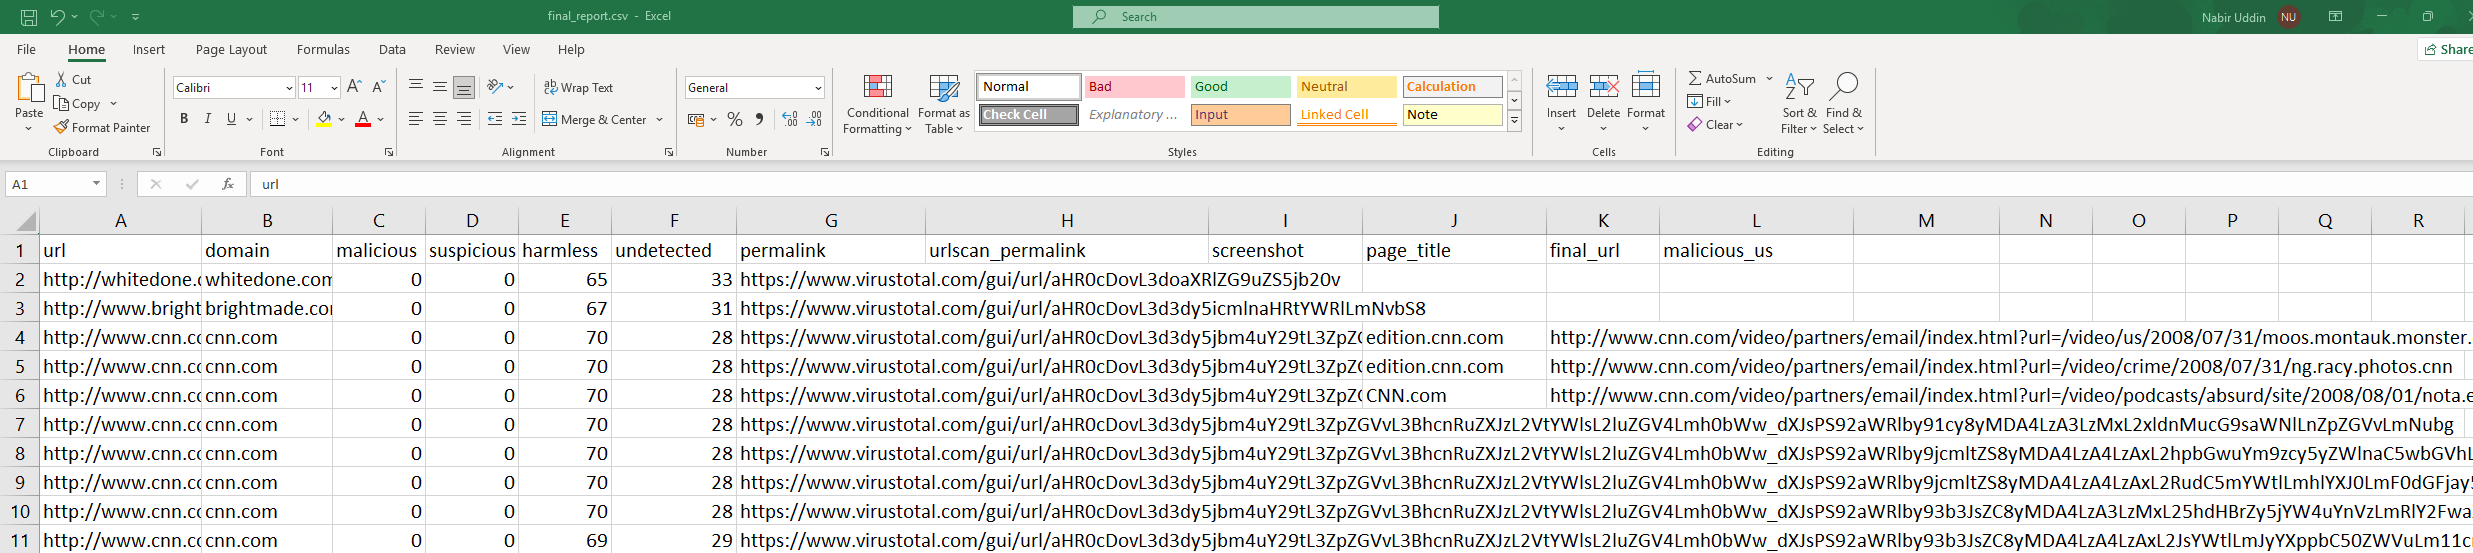 final_report.csv - Excel
Search
Nabir Uddin NU
File Home Insert Page Layout Formulas Data Review View Help
Share
Cut
Copy
Format Painter
Paste
Clipboard
Calibri 11
B I U
Font
Wrap Text
Merge & Center
Alignment
General
Number
Conditional Formatting
Format as Table
Normal Bad Good Neutral Calculation
Check Cell Explanatory ... Input Linked Cell Note
Styles
Insert Delete Format
Cells
AutoSum
Fill
Clear
Sort & Filter
Find & Select
Editing
A1 fx url
A B C D E F G H I J K L M N O P Q R
1 url domain malicious suspicious harmless undetected permalink urlscan_permalink screenshot page_title final_url malicious_us
2 http://whitedone. whitedone.com 0 0 65 33 https://www.virustotal.com/gui/url/aHR0cDovL3doaXRlZG9uZS5jb20v
3 http://www.bright brightmade.co 0 0 67 31 https://www.virustotal.com/gui/url/aHR0cDovL3d3dy5icmlnaHRtYWRlLmNvbS8
4 http://www.cnn.c cnn.com 0 0 70 28 https://www.virustotal.com/gui/url/aHR0cDovL3d3dy5jbm4uY29tL3ZpZ edition.cnn.com http://www.cnn.com/video/partners/email/index.html?url=/video/us/2008/07/31/moos.montauk.monster.
5 http://www.cnn.c cnn.com 0 0 70 28 https://www.virustotal.com/gui/url/aHR0cDovL3d3dy5jbm4uY29tL3ZpZ edition.cnn.com http://www.cnn.com/video/partners/email/index.html?url=/video/crime/2008/07/31/ng.racy.photos.cnn
6 http://www.cnn.c cnn.com 0 0 70 28 https://www.virustotal.com/gui/url/aHR0cDovL3d3dy5jbm4uY29tL3ZpZ CNN.com http://www.cnn.com/video/partners/email/index.html?url=/video/podcasts/absurd/site/2008/08/01/nota.e
7 http://www.cnn.c cnn.com 0 0 70 28 https://www.virustotal.com/gui/url/aHR0cDovL3d3dy5jbm4uY29tL3ZpZGVvL3BhcnRuZXJzL2VtYWlsL2luZGV4Lmh0bWw_dXJsPS92aWRlby91cy8yMDA4LzA3LzMxL2xldnMucG9saWNlLnZpZGVvLmNubg
8 http://www.cnn.c cnn.com 0 0 70 28 https://www.virustotal.com/gui/url/aHR0cDovL3d3dy5jbm4uY29tL3ZpZGVvL3BhcnRuZXJzL2VtYWlsL2luZGV4Lmh0bWw_dXJsPS92aWRlby9jcmltZS8yMDA4LzA4LzAxL2hpbGwuYm9zcy5yZWlnaC5wbGVhL
9 http://www.cnn.c cnn.com 0 0 70 28 https://www.virustotal.com/gui/url/aHR0cDovL3d3dy5jbm4uY29tL3ZpZGVvL3BhcnRuZXJzL2VtYWlsL2luZGV4Lmh0bWw_dXJsPS92aWRlby9jcmltZS8yMDA4LzA4LzAxL2RudC5mYWtlLmhlYXJ0LmF0dGFjay5
10 http://www.cnn.c cnn.com 0 0 70 28 https://www.virustotal.com/gui/url/aHR0cDovL3d3dy5jbm4uY29tL3ZpZGVvL3BhcnRuZXJzL2VtYWlsL2luZGV4Lmh0bWw_dXJsPS92aWRlby93b3JsZC8yMDA4LzA3LzMxL25hdHBrZy5jYW4uYnVzLmRlY2Fwa
11 http://www.cnn.c cnn.com 0 0 69 29 https://www.virustotal.com/gui/url/aHR0cDovL3d3dy5jbm4uY29tL3ZpZGVvL3BhcnRuZXJzL2VtYWlsL2luZGV4Lmh0bWw_dXJsPS92aWRlby93b3JsZC8yMDA4LzA4LzAxL2JsYWtlLmJyYXppbC50ZWVuLm11c